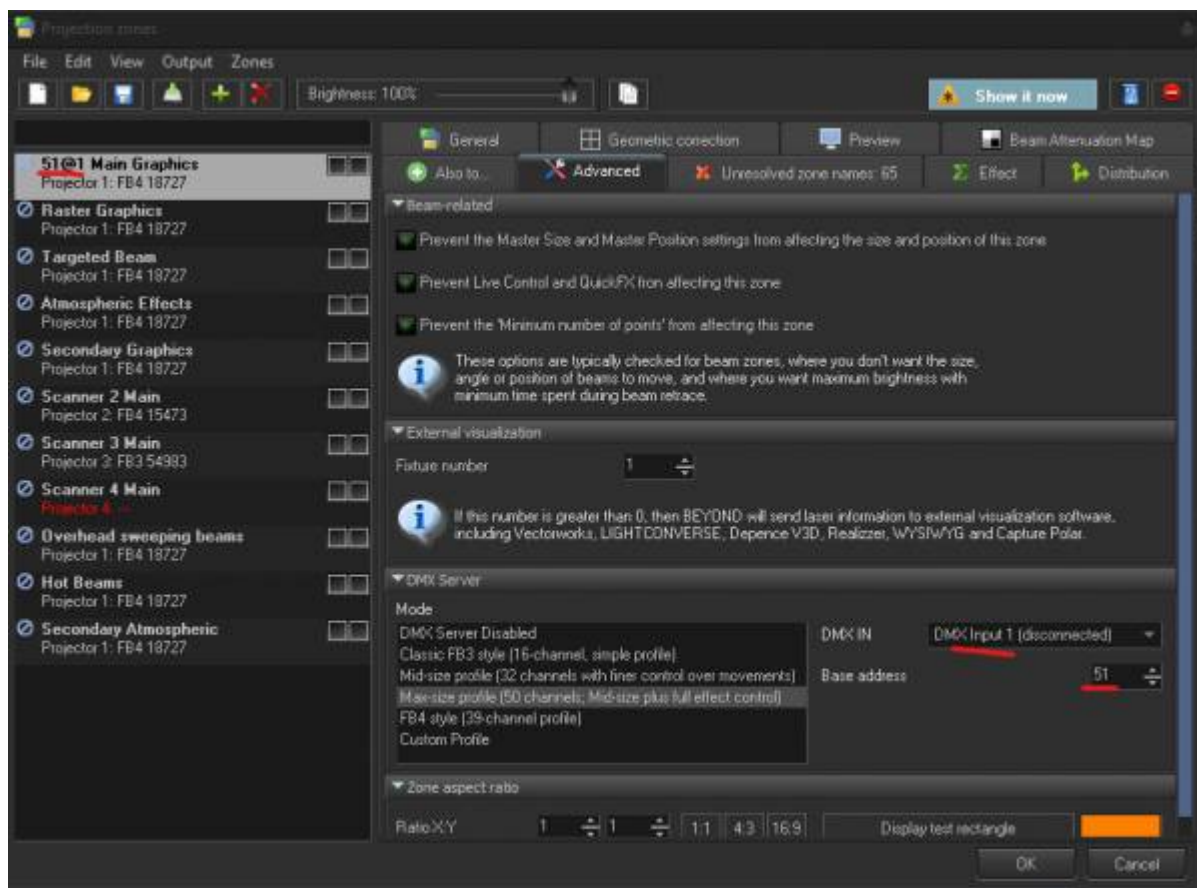 Projection zones
File Edit View Output Zones
Brightness: 100%
Show it now
General
Geometric correction
Preview
Beam Attenuation Map
Also to...
Advanced
Unresolved zone names: 65
Effect
Distribution
51@1 Main Graphics
Projector 1: FB4 18727
Raster Graphics
Projector 1: FB4 18727
Targeted Beam
Projector 1: FB4 18727
Atmospheric Effects
Projector 1: FB4 18727
Secondary Graphics
Projector 1: FB4 18727
Scanner 2 Main
Projector 2: FB4 15473
Scanner 3 Main
Projector 3: FB3 54983
Scanner 4 Main
Projector 4: --
Overhead sweeping beams
Projector 1: FB4 18727
Hot Beams
Projector 1: FB4 18727
Secondary Atmospheric
Projector 1: FB4 18727
Beam-related
Prevent the Master Size and Master Position settings from affecting the size and position of this zone
Prevent Live Control and QuickFX from affecting this zone
Prevent the 'Minimum number of points' from affecting this zone
These options are typically checked for beam zones, where you don't want the size,
angle or position of beams to move, and where you want maximum brightness with
minimum time spent during beam retrace.
External visualization
Fixture number 1
If this number is greater than 0, then BEYOND will send laser information to external visualization software,
including Vectorworks, LIGHTCONVERSE, Depence V3D, Realizzer, WYSIWYG and Capture Polar.
DMX Server
Mode
DMX Server Disabled
Classic FB3 style (16-channel, simple profile)
Mid-size profile (32 channels with finer control over movements)
Max-size profile (50 channels; Mid-size plus full effect control)
FB4 style (39-channel profile)
Custom Profile
DMX IN DMX Input 1 (disconnected)
Base address 51
Zone aspect ratio
Ratio X:Y 1 1 1:1 4:3 16:9 Display test rectangle
OK Cancel